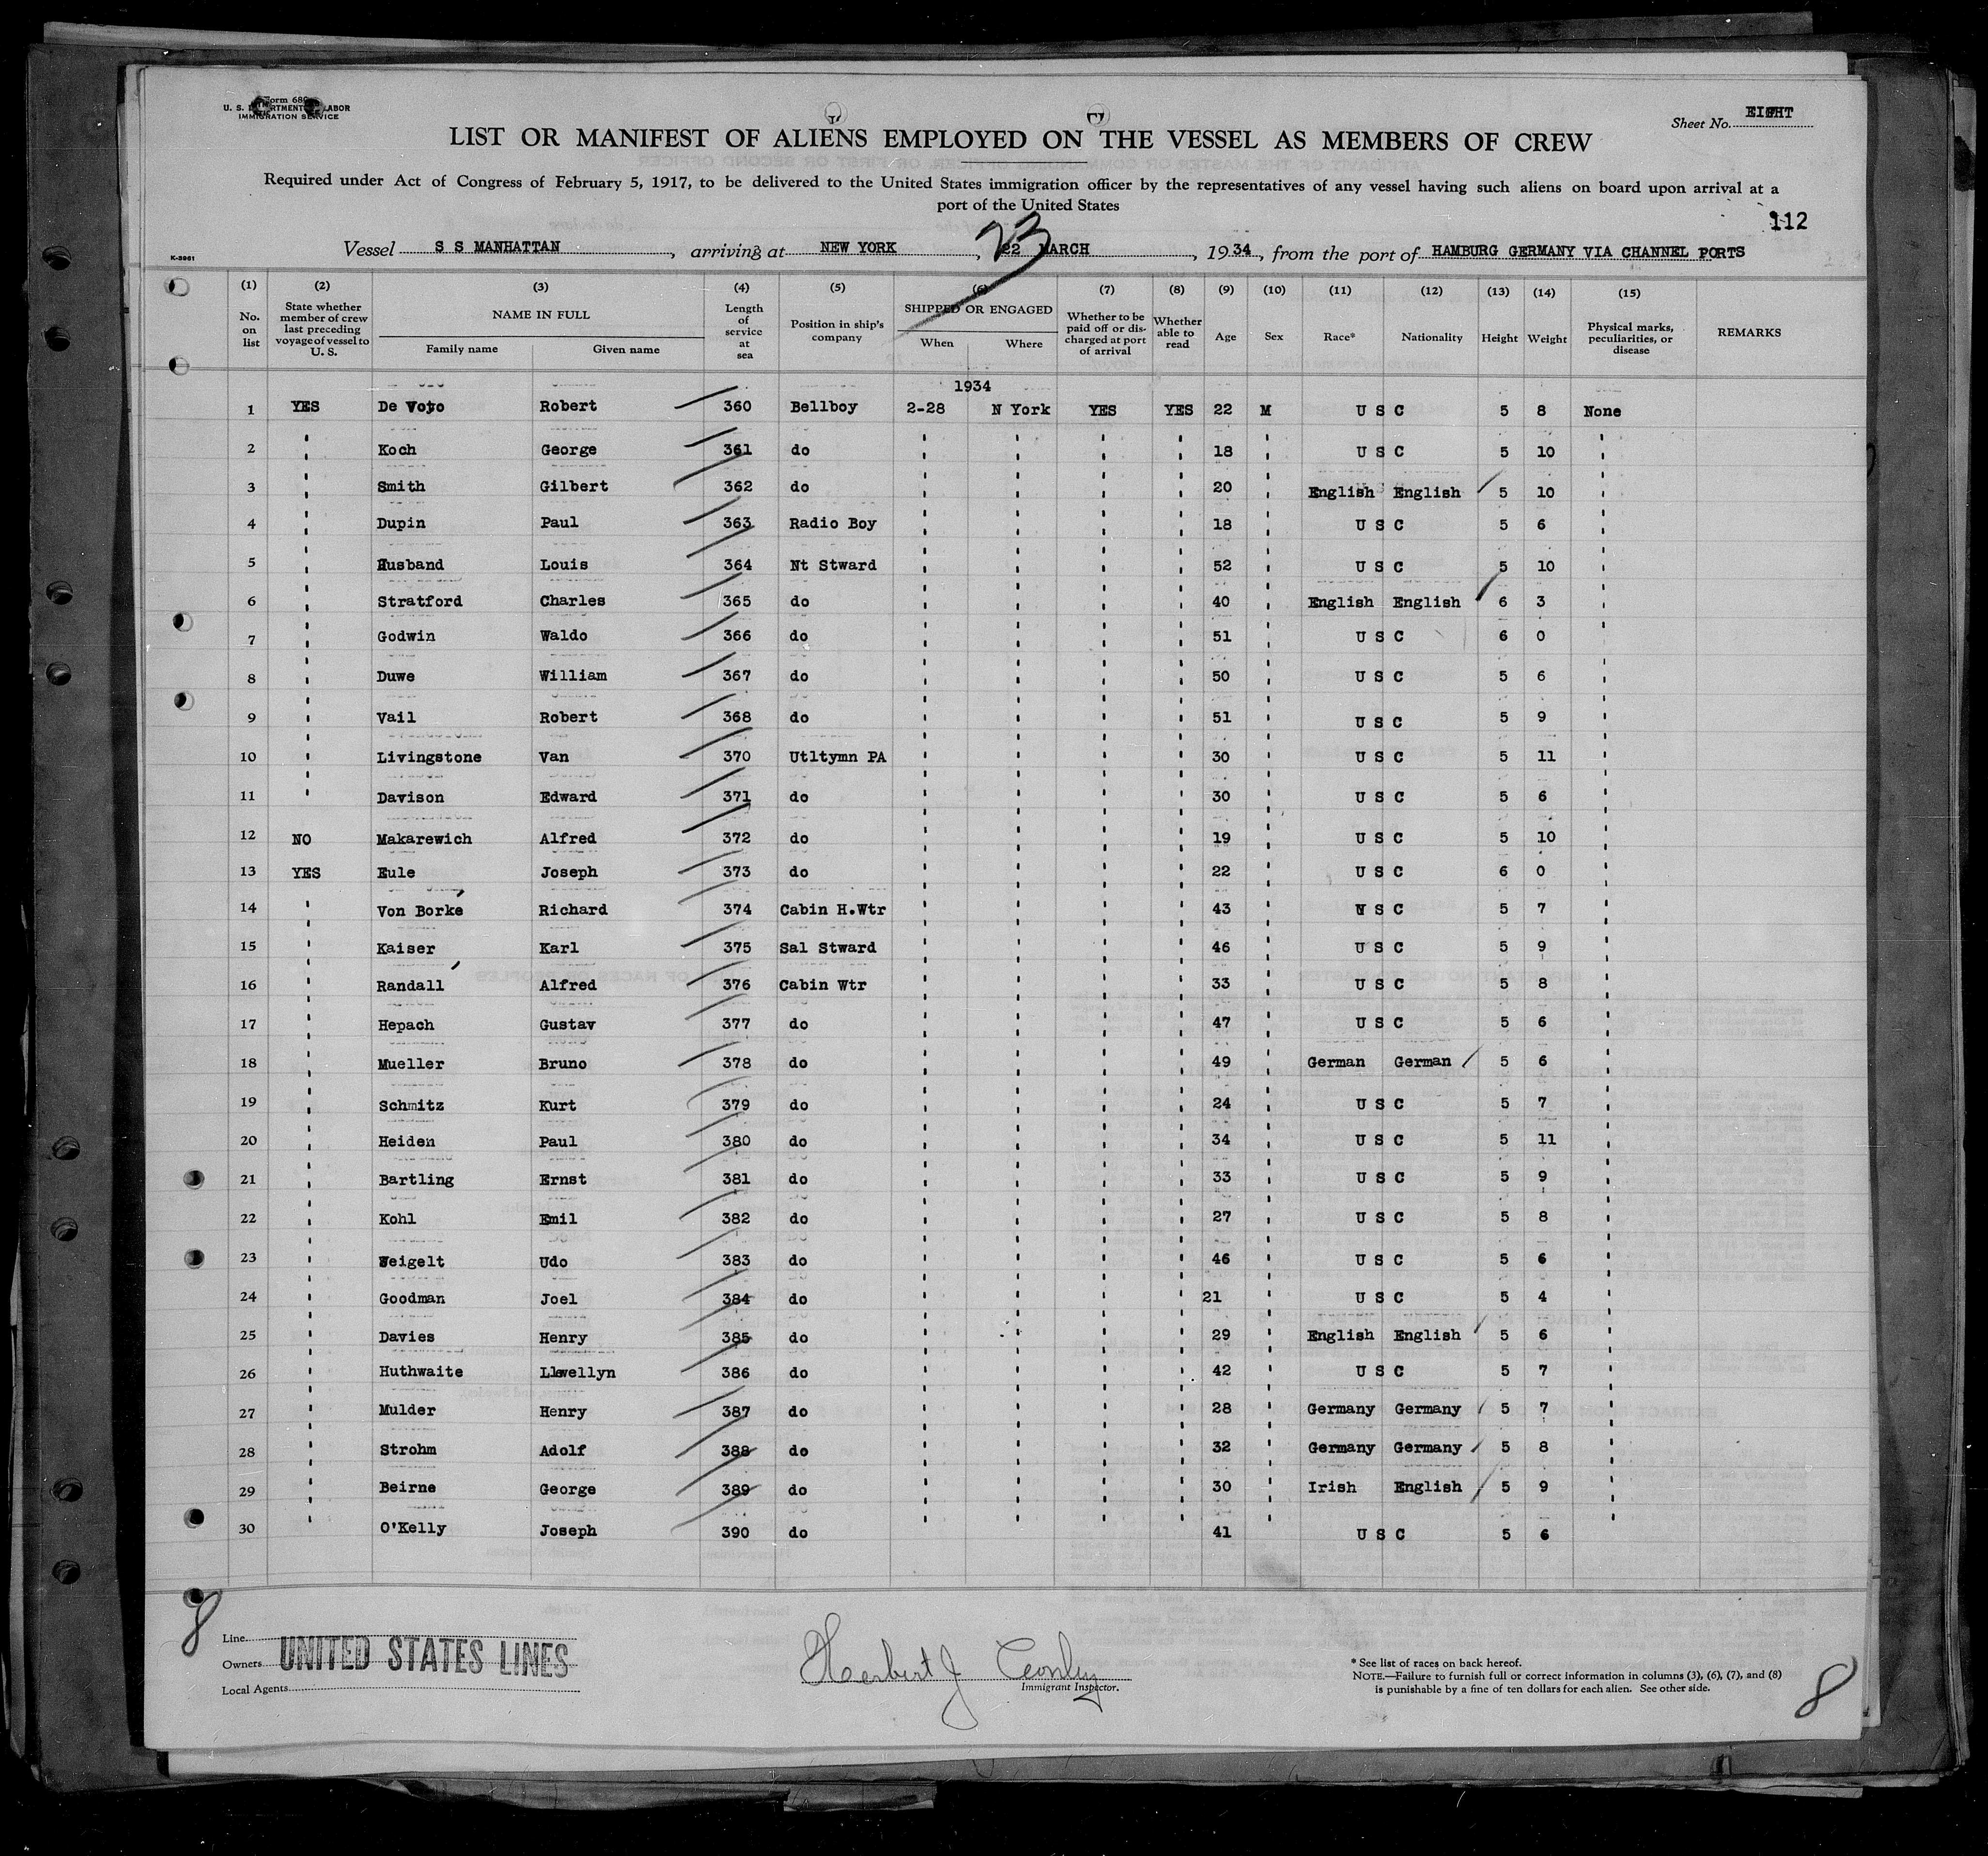 Form 680
U. S. DEPARTMENT OF LABOR
IMMIGRATION SERVICE
Sheet No. EIGHT
LIST OR MANIFEST OF ALIENS EMPLOYED ON THE VESSEL AS MEMBERS OF CREW
Required under Act of Congress of February 5, 1917, to be delivered to the United States immigration officer by the representatives of any vessel having such aliens on board upon arrival at a
port of the United States
112
Vessel S S MANHATTAN, arriving at NEW YORK, 22 23 MARCH, 1934, from the port of HAMBURG GERMANY VIA CHANNEL PORTS
K-5961
(1) (2) (3) (4) (5) (6) (7) (8) (9) (10) (11) (12) (13) (14) (15)
No. on list State whether member of crew last preceding voyage of vessel to U. S. NAME IN FULL Family name Given name Length of service at sea Position in ship's company SHIPPED OR ENGAGED When Where Whether to be paid off or discharged at port of arrival Whether able to read Age Sex Race* Nationality Height Weight Physical marks, peculiarities, or disease REMARKS
1934
1 YES De Voto Robert 360 Bellboy 2-28 N York YES YES 22 M U S C 5 8 None
2 " Koch George 361 do " " " " 18 " U S C 5 10 "
3 " Smith Gilbert 362 do " " " " 20 " English English 5 10 "
4 " Dupin Paul 363 Radio Boy " " " " 18 " U S C 5 6 "
5 " Husband Louis 364 Nt Stward " " " " 52 " U S C 5 10 "
6 " Stratford Charles 365 do " " " " 40 " English English 6 3 "
7 " Godwin Waldo 366 do " " " " 51 " U S C 6 0 "
8 " Duwe William 367 do " " " " 50 " U S C 5 6 "
9 " Vail Robert 368 do " " " " 51 " U S C 5 9 "
10 " Livingstone Van 370 Utltymn PA " " " " 30 " U S C 5 11 "
11 " Davison Edward 371 do " " " " 30 " U S C 5 6 "
12 NO Makarewich Alfred 372 do " " " " 19 " U S C 5 10 "
13 YES Eule Joseph 373 do " " " " 22 " U S C 6 0 "
14 " Von Borke Richard 374 Cabin H.Wtr " " " " 43 " U S C 5 7 "
15 " Kaiser Karl 375 Sal Stward " " " " 46 " U S C 5 9 "
16 " Randall Alfred 376 Cabin Wtr " " " " 33 " U S C 5 8 "
17 " Hepach Gustav 377 do " " " " 47 " U S C 5 6 "
18 " Mueller Bruno 378 do " " " " 49 " German German 5 6 "
19 " Schmitz Kurt 379 do " " " " 24 " U S C 5 7 "
20 " Heiden Paul 380 do " " " " 34 " U S C 5 11 "
21 " Bartling Ernst 381 do " " " " 33 " U S C 5 9 "
22 " Kohl Emil 382 do " " " " 27 " U S C 5 8 "
23 " Weigelt Udo 383 do " " " " 46 " U S C 5 6 "
24 " Goodman Joel 384 do " " " " 21 " U S C 5 4 "
25 " Davies Henry 385 do " " " " 29 " English English 5 6 "
26 " Huthwaite Llewellyn 386 do " " " " 42 " U S C 5 7 "
27 " Mulder Henry 387 do " " " " 28 " Germany Germany 5 7 "
28 " Strohm Adolf 388 do " " " " 32 " Germany Germany 5 8 "
29 " Beirne George 389 do " " " " 30 " Irish English 5 9 "
30 " O'Kelly Joseph 390 do " " " " 41 " U S C 5 6 "
8
Line
Owners UNITED STATES LINES
Local Agents
Herbert J Conley
Immigrant Inspector.
* See list of races on back hereof.
NOTE.—Failure to furnish full or correct information in columns (3), (6), (7), and (8)
is punishable by a fine of ten dollars for each alien. See other side.
8